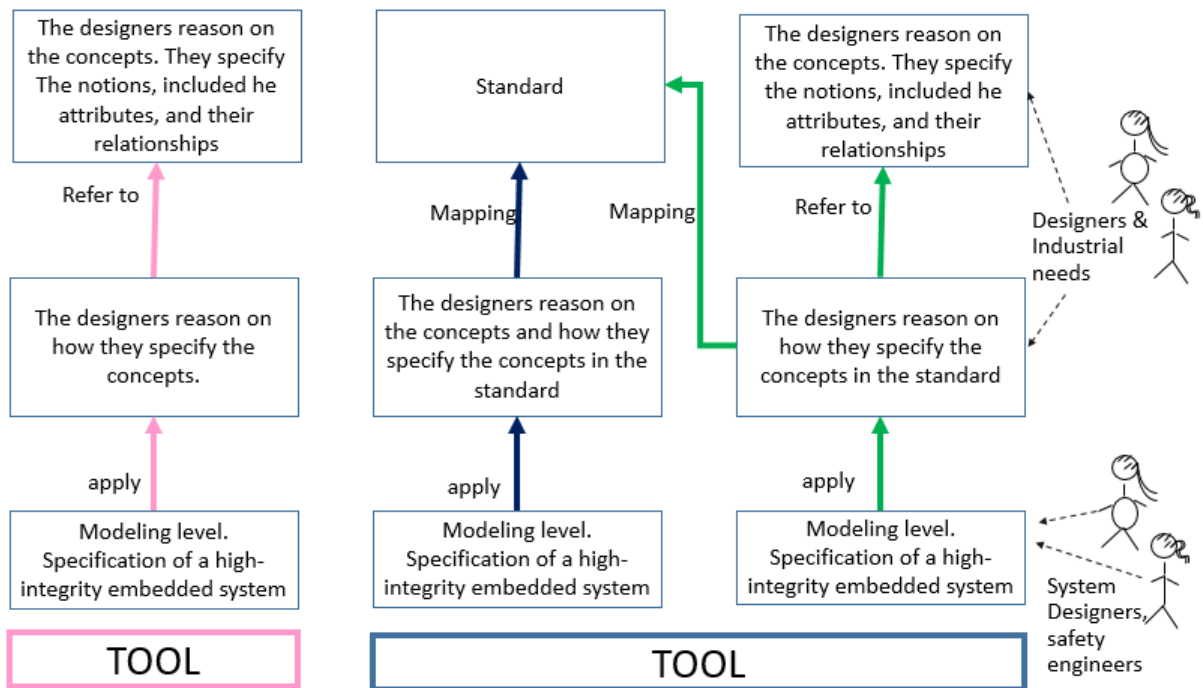 The designers reason on
the concepts. They specify
The notions, included he
attributes, and their
relationships
Refer to
The designers reason on
how they specify the
concepts.
apply
Modeling level.
Specification of a high-
integrity embedded system
TOOL
Standard
Mapping
The designers reason on
the concepts and how they
specify the concepts in the
standard
apply
Modeling level.
Specification of a high-
integrity embedded system
Mapping
The designers reason on
the concepts. They specify
the notions, included he
attributes, and their
relationships
Refer to
The designers reason on
how they specify the
concepts in the standard
apply
Modeling level.
Specification of a high-
integrity embedded system
TOOL
Designers &
Industrial
needs
System
Designers,
safety
engineers